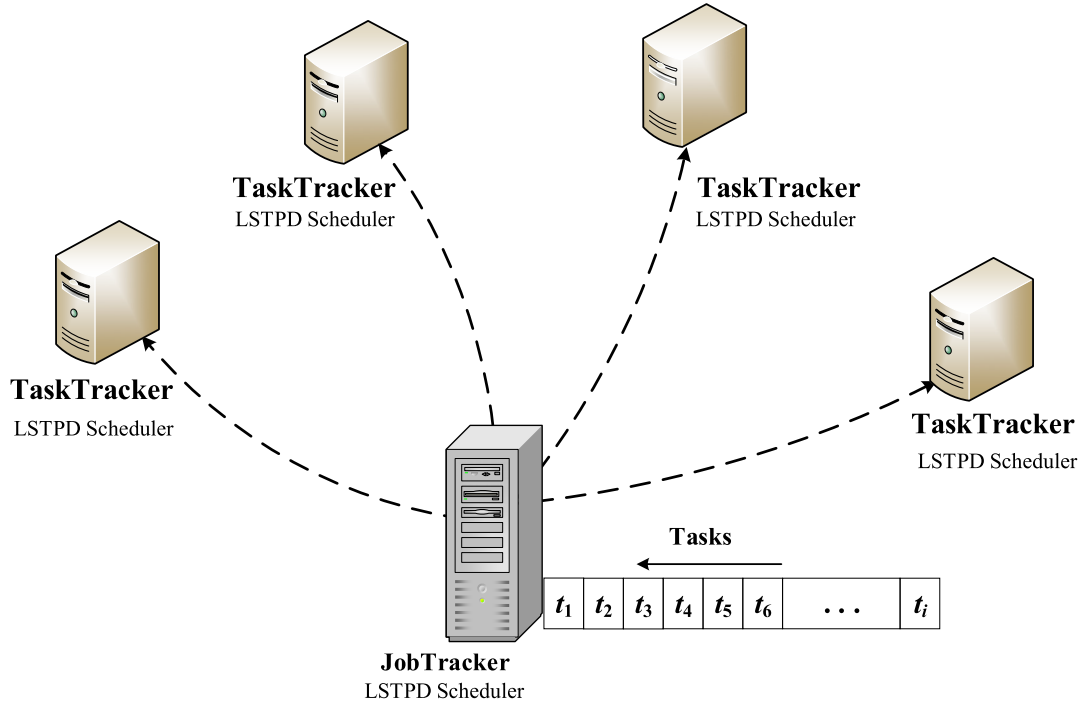 TaskTracker
LSTPD Scheduler
TaskTracker
LSTPD Scheduler
TaskTracker
LSTPD Scheduler
TaskTracker
LSTPD Scheduler
Tasks
t1 t2 t3 t4 t5 t6 ... ti
JobTracker
LSTPD Scheduler